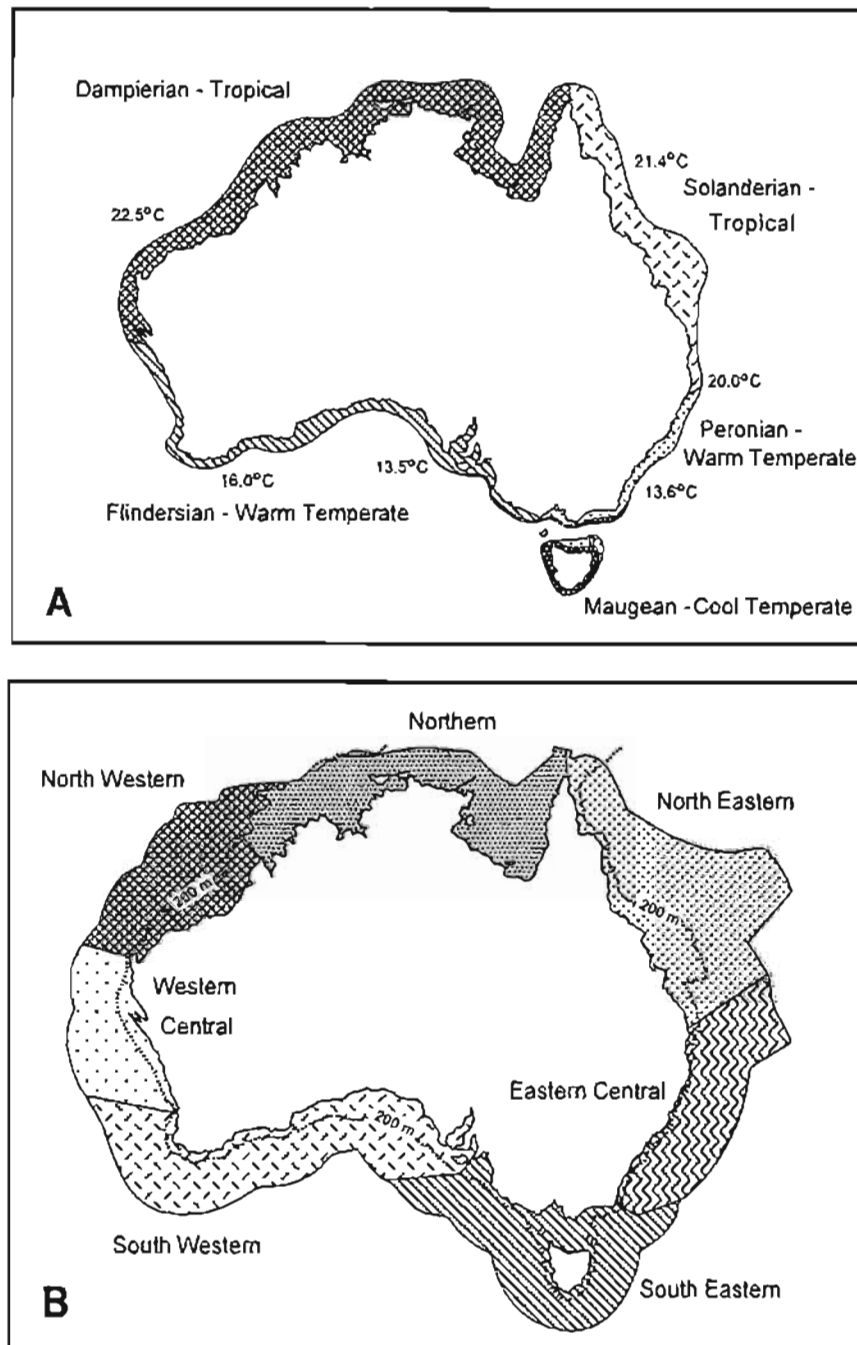 Dampierian - Tropical
21.4°C
Solanderian -
Tropical
22.5°C
20.0°C
Peronian -
Warm Temperate
16.0°C
13.5°C
13.6°C
Flindersian - Warm Temperate
A
Maugean - Cool Temperate
Northern
North Western
North Eastern
200 m
200 m
Western
Central
Eastern Central
200 m
South Western
South Eastern
B